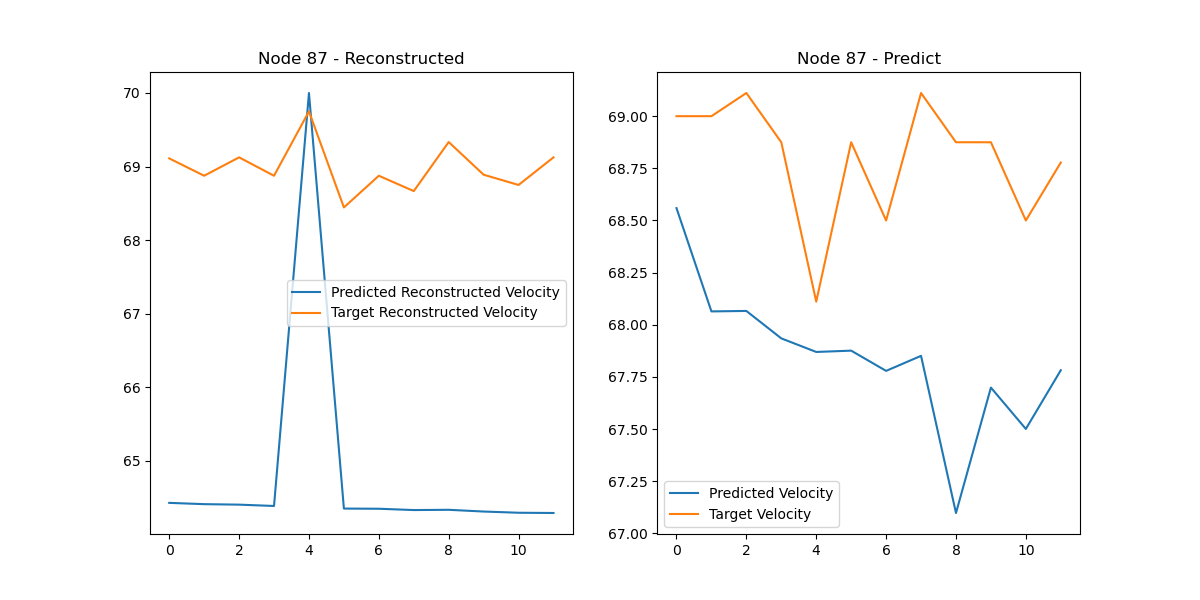 Node 87 - Reconstructed
70
69
68
67
66
65
0 2 4 6 8 10
Predicted Reconstructed Velocity
Target Reconstructed Velocity
Node 87 - Predict
69.00
68.75
68.50
68.25
68.00
67.75
67.50
67.25
67.00
0 2 4 6 8 10
Predicted Velocity
Target Velocity